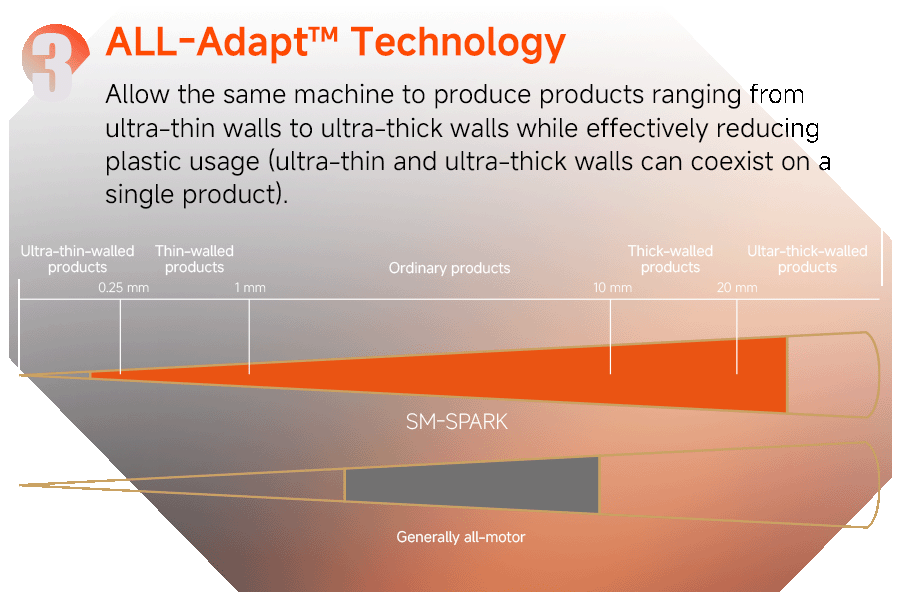 3
ALL-Adapt™ Technology
Allow the same machine to produce products ranging from
ultra-thin walls to ultra-thick walls while effectively reducing
plastic usage (ultra-thin and ultra-thick walls can coexist on a
single product).
Ultra-thin-walled
products
Thin-walled
products
Ordinary products
Thick-walled
products
Ultar-thick-walled
products
0.25 mm
1 mm
10 mm
20 mm
SM-SPARK
Generally all-motor